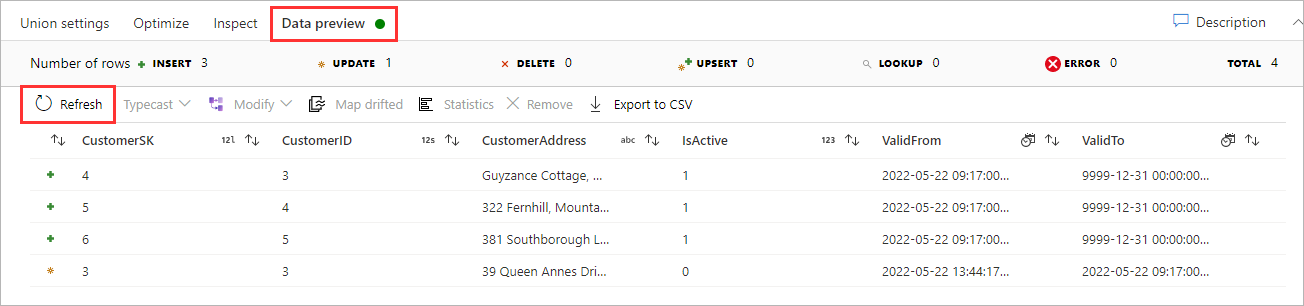 Union settings Optimize Inspect Data preview Description
Number of rows INSERT 3 UPDATE 1 DELETE 0 UPSERT 0 LOOKUP 0 ERROR 0 TOTAL 4
Refresh Typecast Modify Map drifted Statistics Remove Export to CSV
CustomerSK 12l CustomerID 12s CustomerAddress abc IsActive 123 ValidFrom ValidTo
4 3 Guyzance Cottage, ... 1 2022-05-22 09:17:00... 9999-12-31 00:00:00...
5 4 322 Fernhill, Mounta... 1 2022-05-22 09:17:00... 9999-12-31 00:00:00...
6 5 381 Southborough L... 1 2022-05-22 09:17:00... 9999-12-31 00:00:00...
3 3 39 Queen Annes Dri... 0 2022-05-22 13:44:17... 2022-05-22 09:17:00...